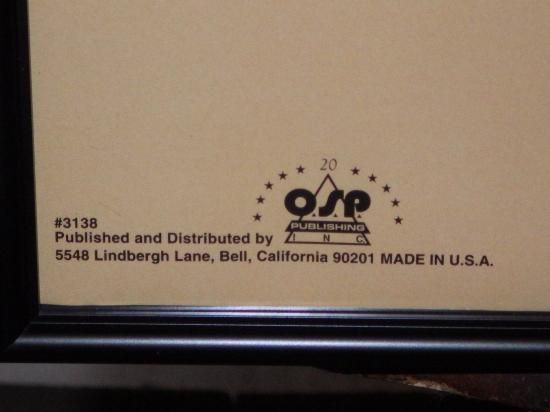 20
O.S.P
PUBLISHING
INC
#3138
Published and Distributed by
5548 Lindbergh Lane, Bell, California 90201 MADE IN U.S.A.